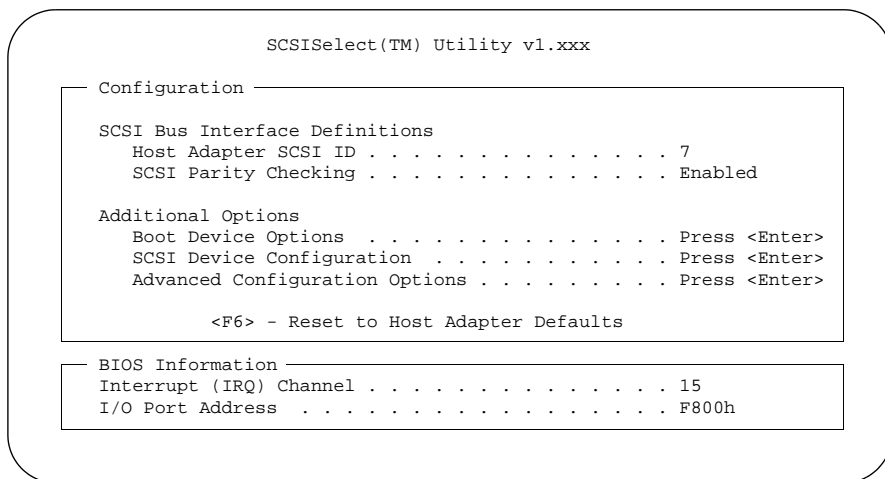 SCSISelect(TM) Utility v1.xxx
Configuration
SCSI Bus Interface Definitions
Host Adapter SCSI ID . . . . . . . . . . . . . . 7
SCSI Parity Checking . . . . . . . . . . . . . . Enabled
Additional Options
Boot Device Options . . . . . . . . . . . . . . Press <Enter>
SCSI Device Configuration . . . . . . . . . . . Press <Enter>
Advanced Configuration Options . . . . . . . . . Press <Enter>
<F6> - Reset to Host Adapter Defaults
BIOS Information
Interrupt (IRQ) Channel . . . . . . . . . . . . . . 15
I/O Port Address . . . . . . . . . . . . . . . . . F800h